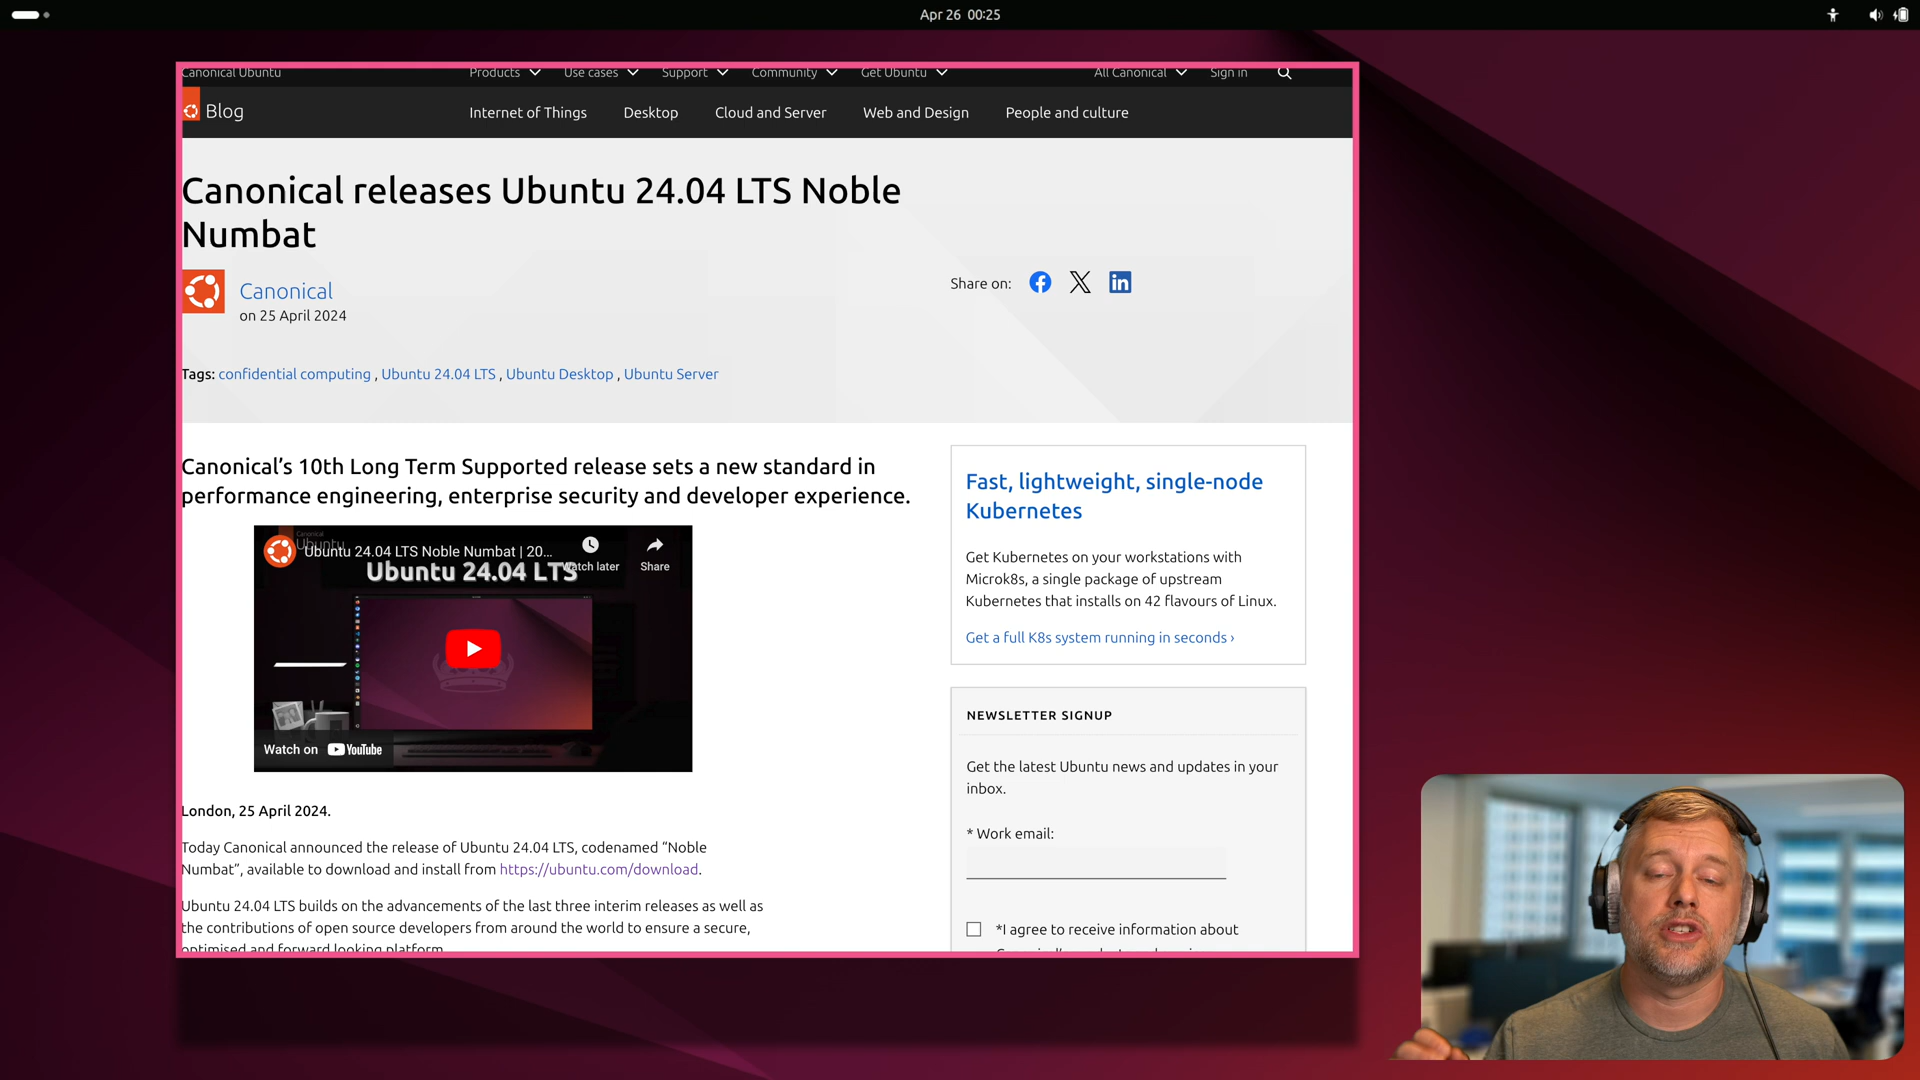 Apr 26 00:25
Canonical Ubuntu Products Use cases Support Community Get Ubuntu All Canonical Sign in
Blog Internet of Things Desktop Cloud and Server Web and Design People and culture
Canonical releases Ubuntu 24.04 LTS Noble
Numbat
Canonical
on 25 April 2024
Share on:
Tags: confidential computing , Ubuntu 24.04 LTS , Ubuntu Desktop , Ubuntu Server
Canonical’s 10th Long Term Supported release sets a new standard in
performance engineering, enterprise security and developer experience.
Ubuntu 24.04 LTS Noble Numbat | 20...
Watch later
Share
Ubuntu 24.04 LTS
Watch on YouTube
London, 25 April 2024.
Today Canonical announced the release of Ubuntu 24.04 LTS, codenamed “Noble
Numbat”, available to download and install from https://ubuntu.com/download.
Ubuntu 24.04 LTS builds on the advancements of the last three interim releases as well as
the contributions of open source developers from around the world to ensure a secure,
optimised and forward looking platform.
Fast, lightweight, single-node
Kubernetes
Get Kubernetes on your workstations with
Microk8s, a single package of upstream
Kubernetes that installs on 42 flavours of Linux.
Get a full K8s system running in seconds ›
NEWSLETTER SIGNUP
Get the latest Ubuntu news and updates in your
inbox.
* Work email:
*I agree to receive information about